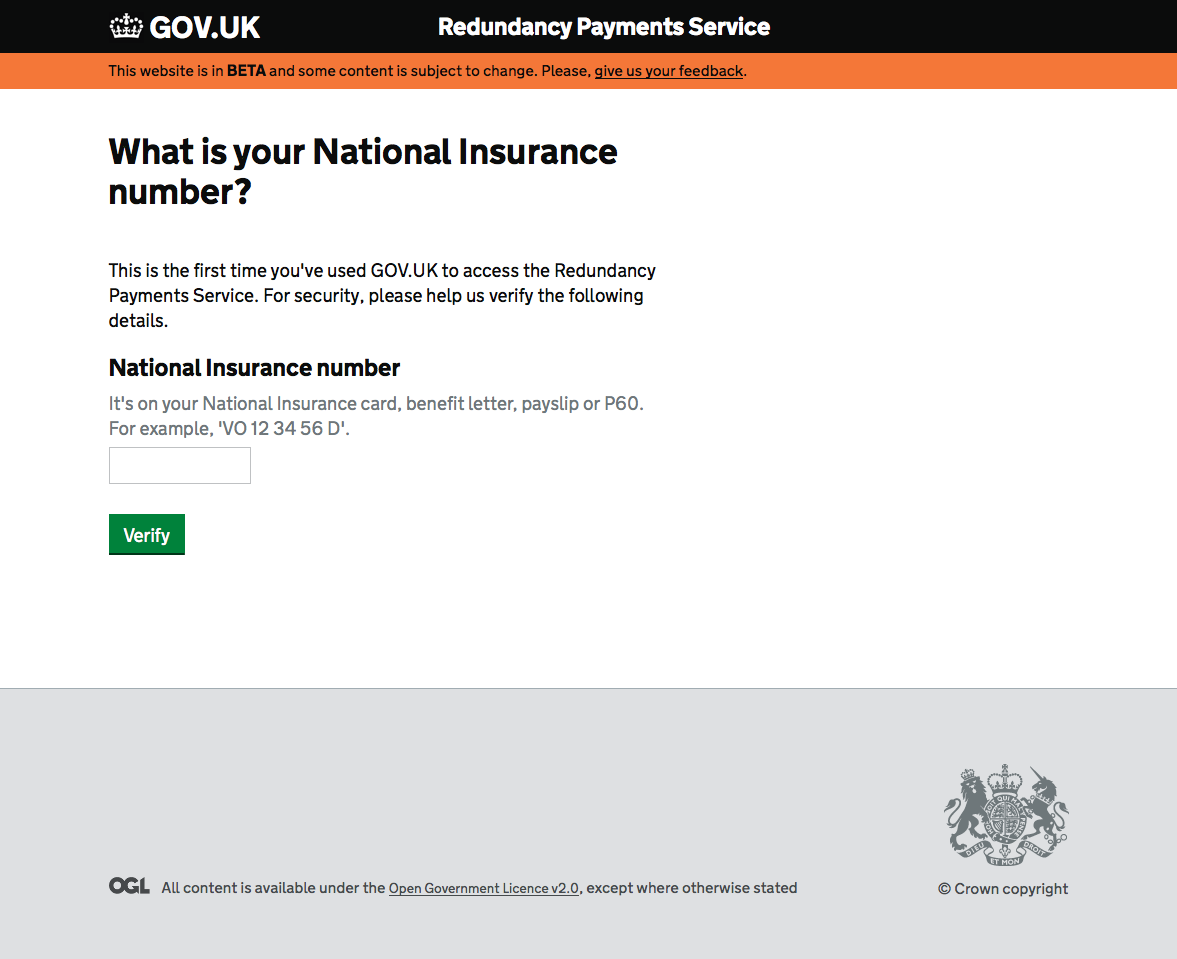 GOV.UK
Redundancy Payments Service
This website is in BETA and some content is subject to change. Please, give us your feedback.
What is your National Insurance
number?
This is the first time you've used GOV.UK to access the Redundancy
Payments Service. For security, please help us verify the following
details.
National Insurance number
It's on your National Insurance card, benefit letter, payslip or P60.
For example, 'VO 12 34 56 D'.
Verify
DIEU ET MON DROIT
OGL All content is available under the Open Government Licence v2.0, except where otherwise stated
© Crown copyright